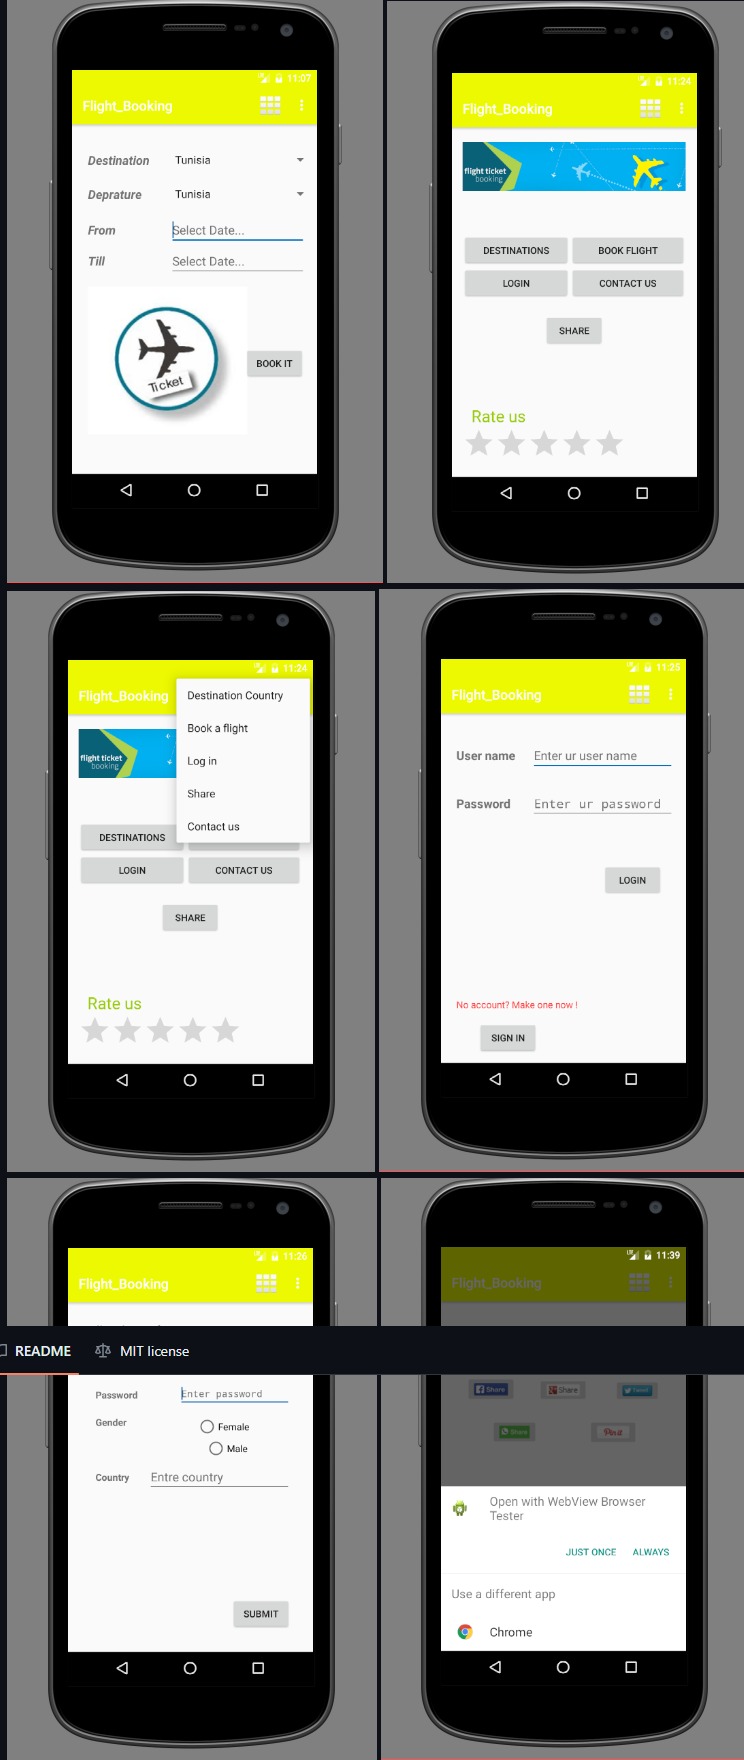 11:07
Flight_Booking
Destination Tunisia
Deprature Tunisia
From Select Date...
Till Select Date...
Ticket
BOOK IT
11:24
Flight_Booking
flight ticket
booking
DESTINATIONS BOOK FLIGHT
LOGIN CONTACT US
SHARE
Rate us
11:24
Flight_Booking
Destination Country
Book a flight
Log in
Share
Contact us
flight ticket
booking
DESTINATIONS
LOGIN CONTACT US
SHARE
Rate us
11:25
Flight_Booking
User name Enter ur user name
Password Enter ur password
LOGIN
No account? Make one now !
SIGN IN
11:26
Flight_Booking
README MIT license
Password Enter password
Gender Female
Male
Country Entre country
SUBMIT
LTE 11:39
Flight_Booking
Share Share Tweet
Share Pin it
Open with WebView Browser
Tester
JUST ONCE ALWAYS
Use a different app
Chrome